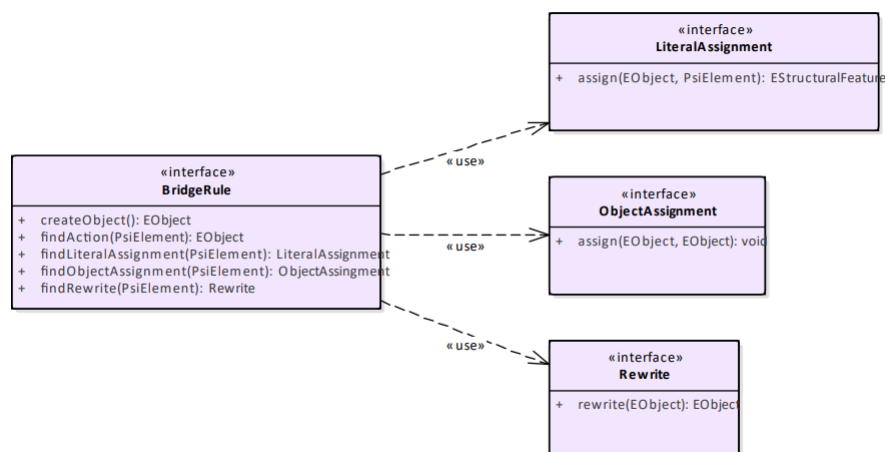 «interface»
LiteralAssignment
+ assign(EObject, PsiElement): EStructuralFeature
«use»
«interface»
BridgeRule
+ createObject(): EObject
+ findAction(PsiElement): EObject
+ findLiteralAssignment(PsiElement): LiteralAssignment
+ findObjectAssignment(PsiElement): ObjectAssingment
+ findRewrite(PsiElement): Rewrite
«interface»
ObjectAssignment
+ assign(EObject, EObject): void
«use»
«use»
«interface»
Rewrite
+ rewrite(EObject): EObject